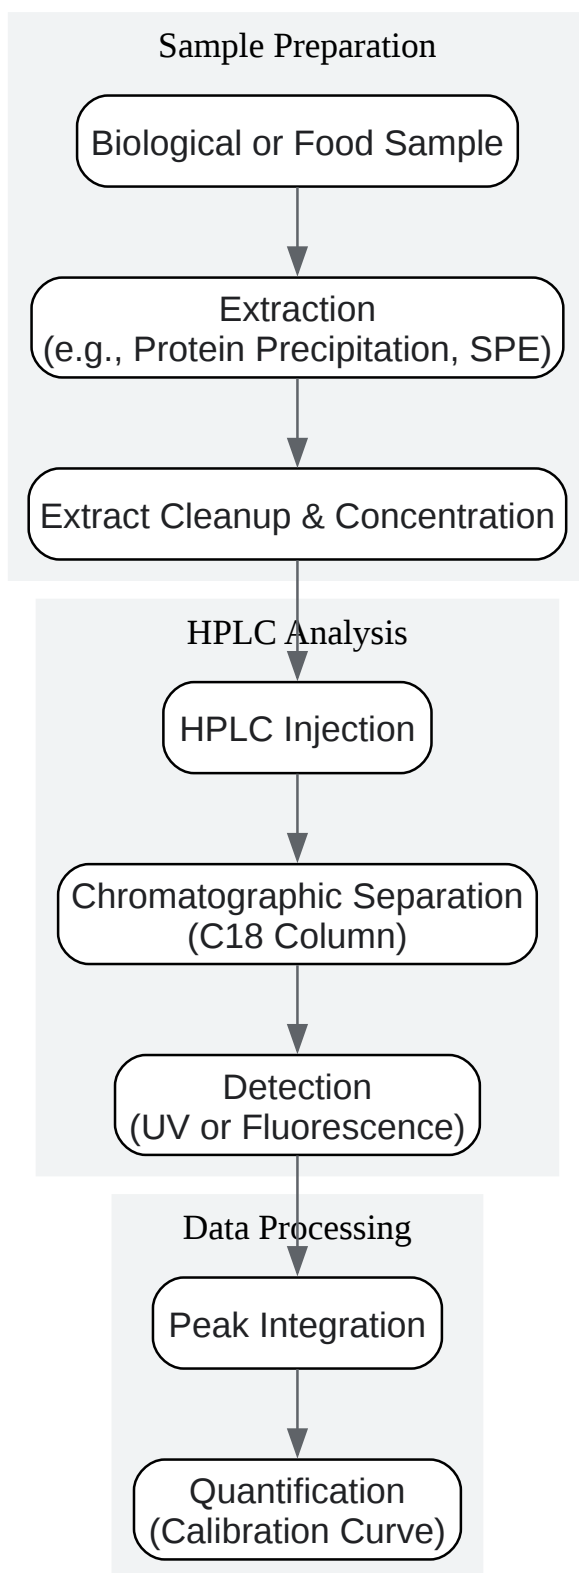 Sample Preparation
Biological or Food Sample
Extraction
(e.g., Protein Precipitation, SPE)
Extract Cleanup & Concentration
HPLC Analysis
HPLC Injection
Chromatographic Separation
(C18 Column)
Detection
(UV or Fluorescence)
Data Processing
Peak Integration
Quantification
(Calibration Curve)